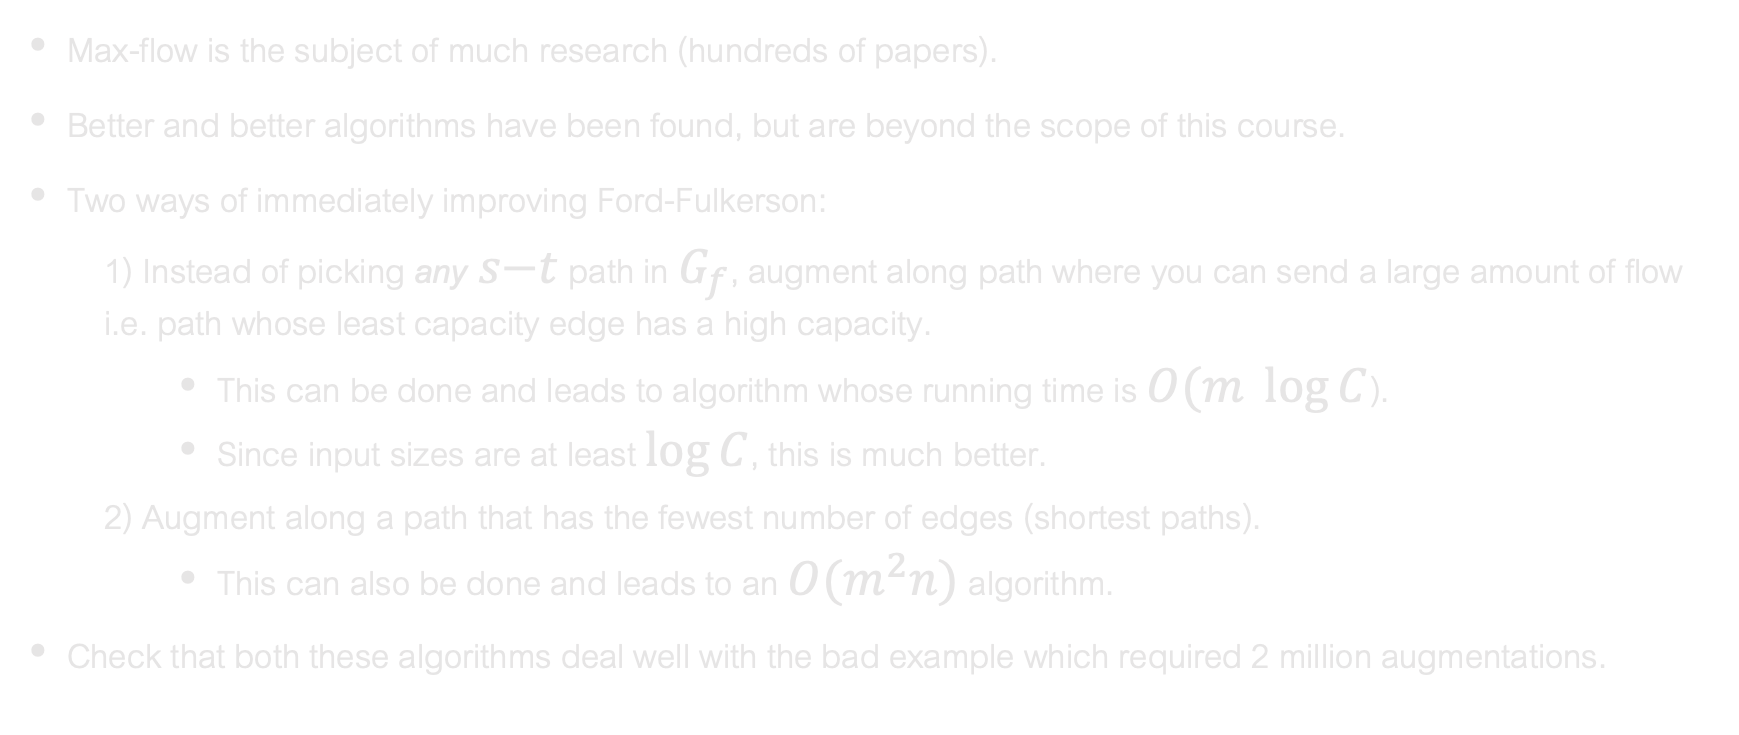 • Max-flow is the subject of much research (hundreds of papers).
• Better and better algorithms have been found, but are beyond the scope of this course.
• Two ways of immediately improving Ford-Fulkerson:
1) Instead of picking any s−t path in G_f, augment along path where you can send a large amount of flow
i.e. path whose least capacity edge has a high capacity.
• This can be done and leads to algorithm whose running time is O(m log C).
• Since input sizes are at least log C, this is much better.
2) Augment along a path that has the fewest number of edges (shortest paths).
• This can also be done and leads to an O(m²n) algorithm.
• Check that both these algorithms deal well with the bad example which required 2 million augmentations.